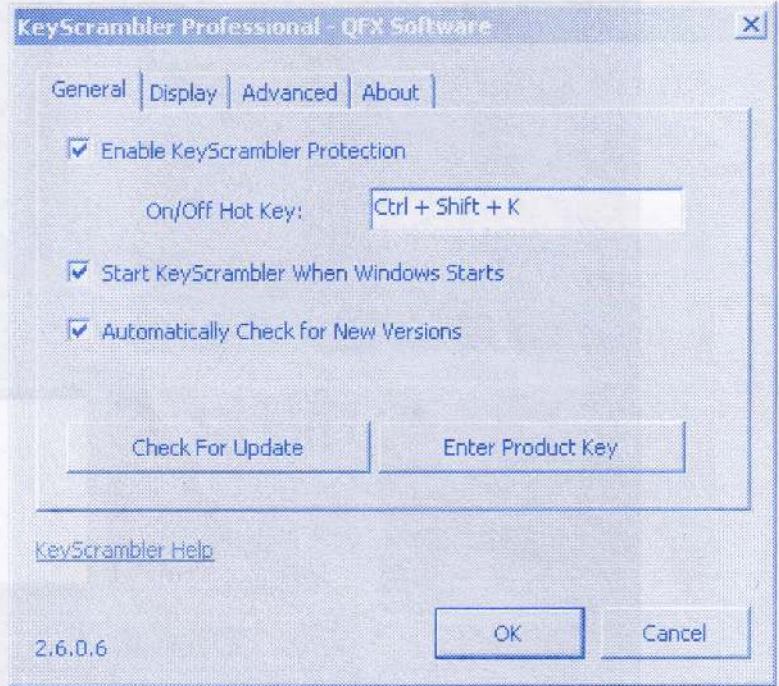 KeyScrambler Professional - QFX Software
General Display Advanced About
Enable KeyScrambler Protection
On/Off Hot Key: Ctrl + Shift + K
Start KeyScrambler When Windows Starts
Automatically Check for New Versions
Check For Update Enter Product Key
KeyScrambler Help
2.6.0.6 OK Cancel